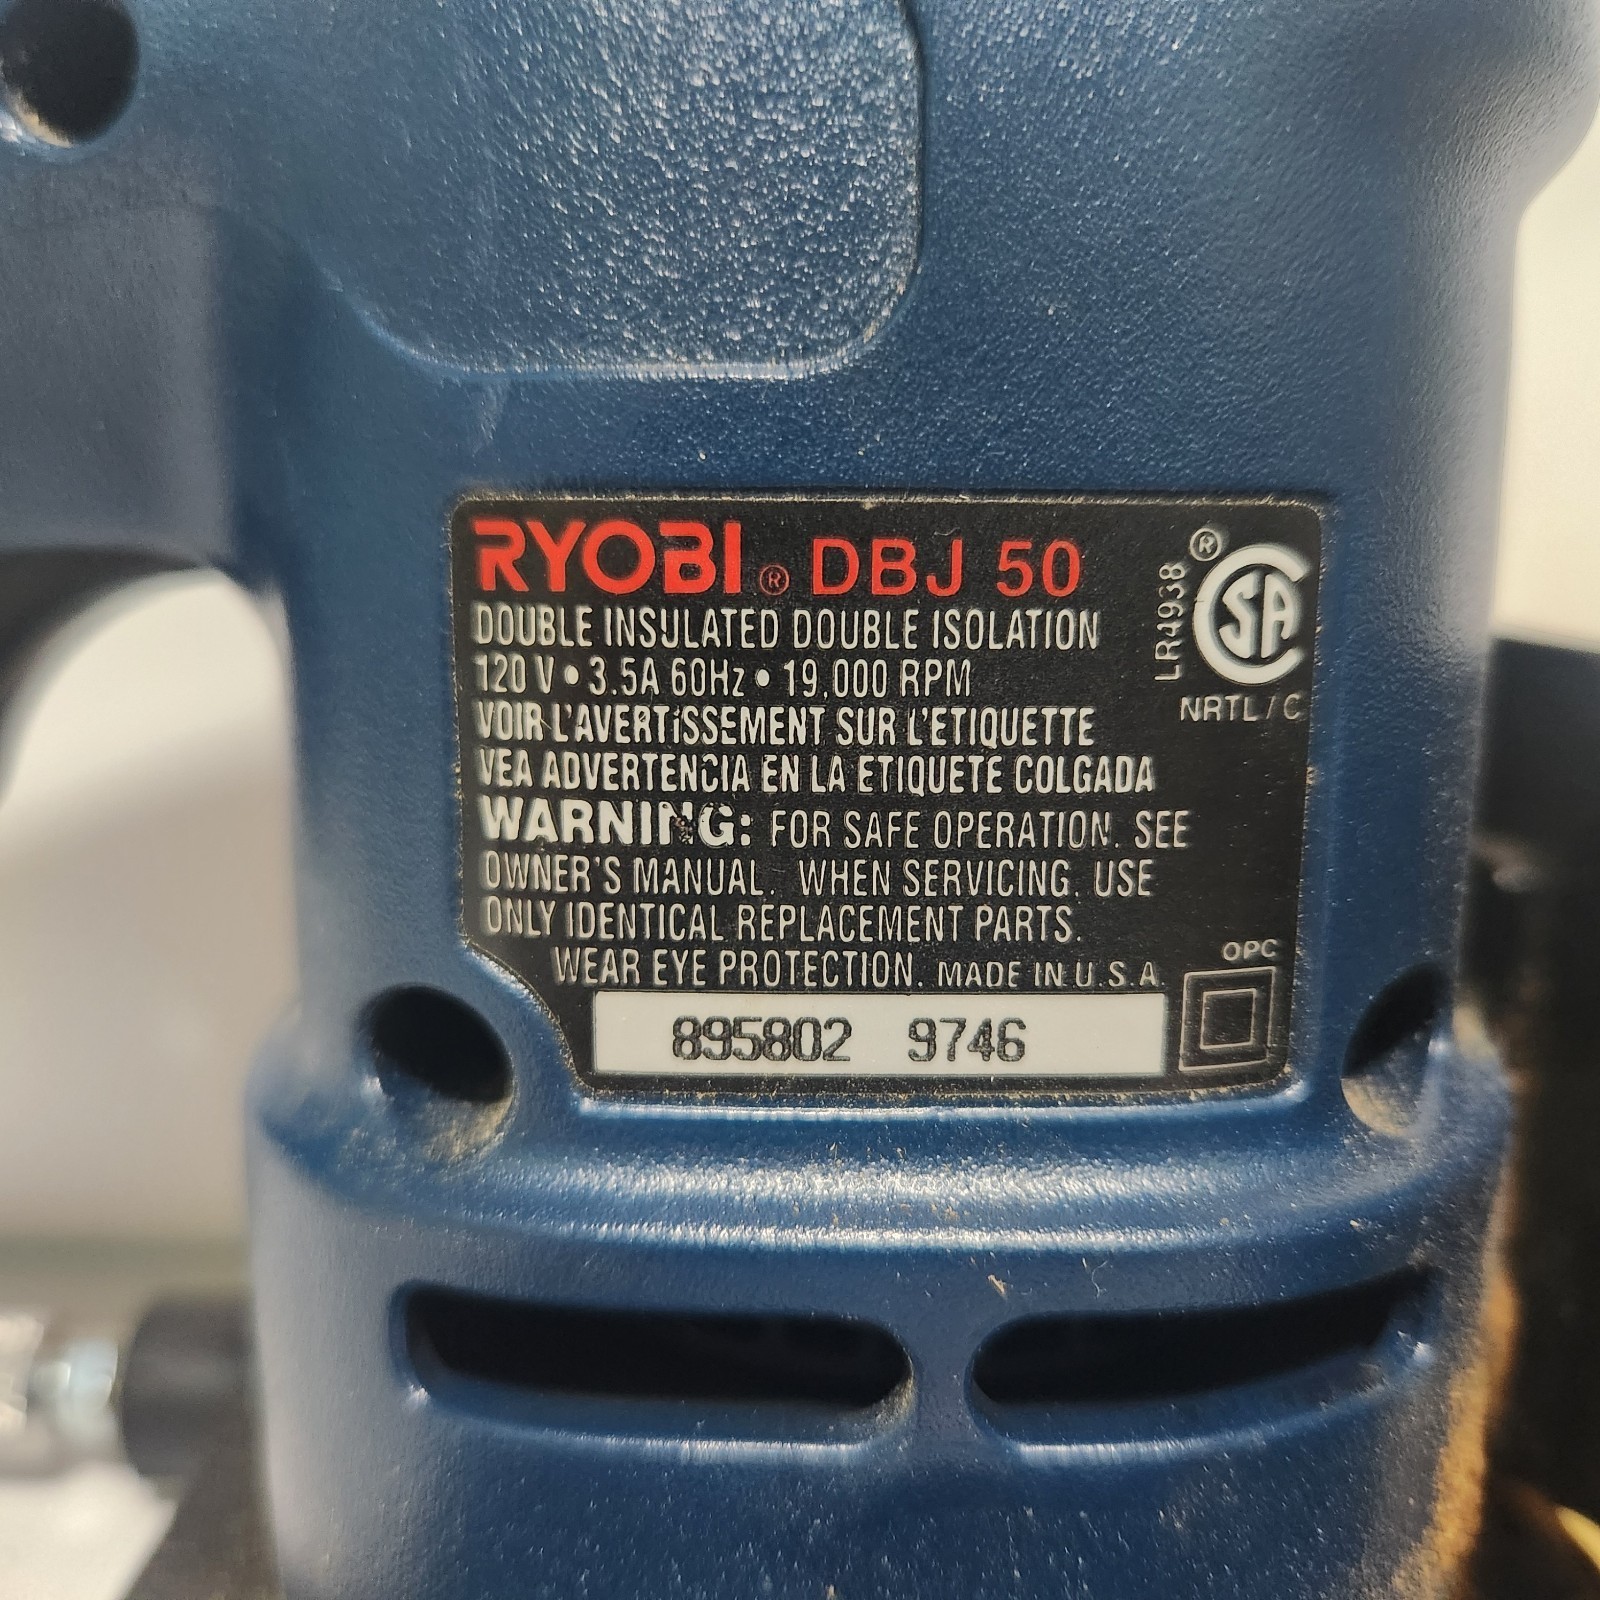 RYOBI® DBJ 50
DOUBLE INSULATED DOUBLE ISOLATION
120 V • 3.5A 60Hz • 19,000 RPM
VOIR L'AVERTISSEMENT SUR L'ETIQUETTE
VEA ADVERTENCIA EN LA ETIQUETE COLGADA
WARNING: FOR SAFE OPERATION, SEE
OWNER'S MANUAL. WHEN SERVICING, USE
ONLY IDENTICAL REPLACEMENT PARTS.
WEAR EYE PROTECTION. MADE IN U.S.A.
895802 9746
LR4938
®
CSA
NRTL/C
OPC